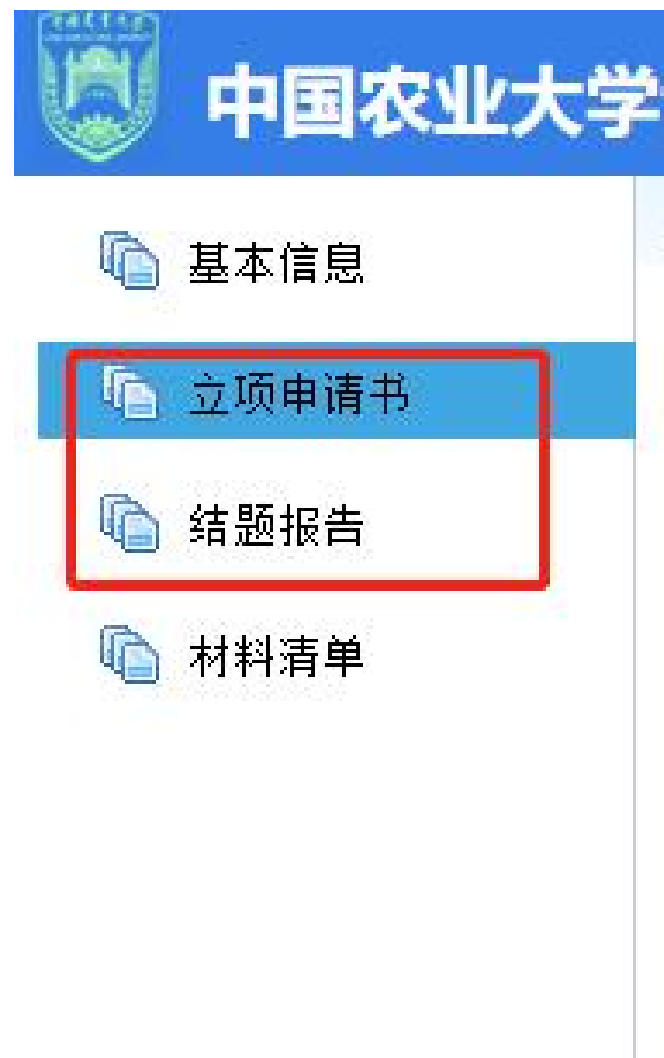 中国农业大学
基本信息
立项申请书
结题报告
材料清单